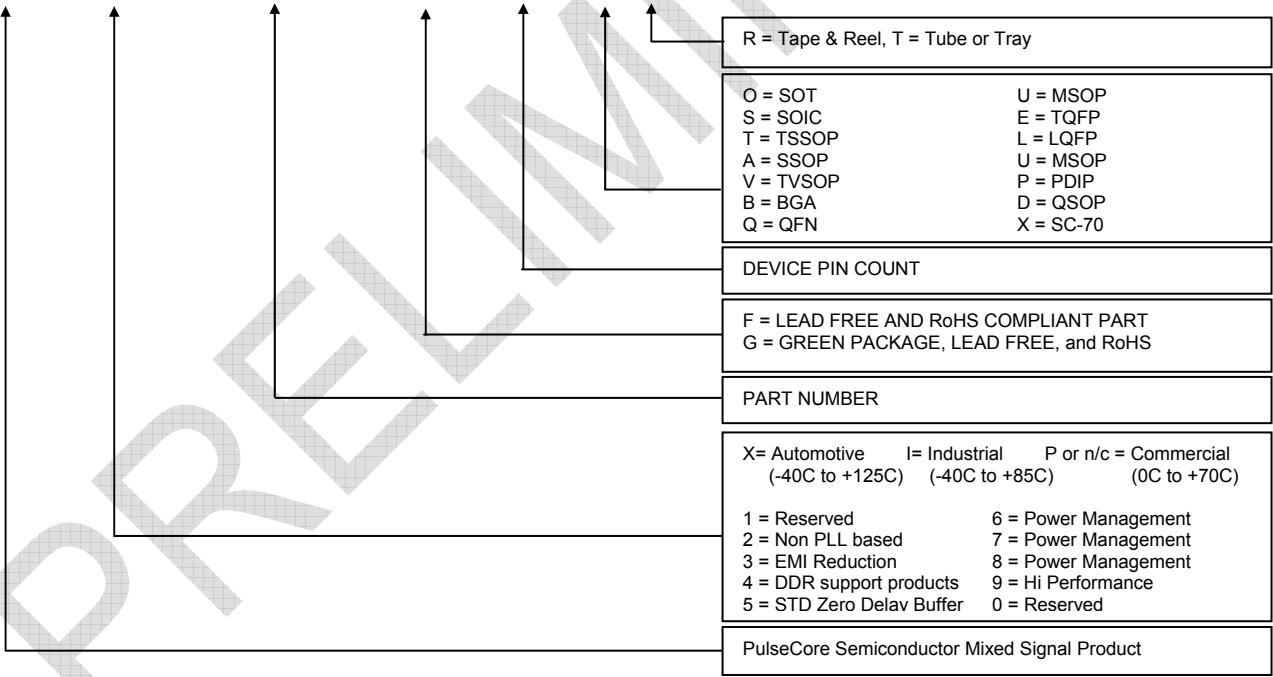 R = Tape & Reel, T = Tube or Tray
O = SOT U = MSOP
S = SOIC E = TQFP
T = TSSOP L = LQFP
A = SSOP U = MSOP
V = TVSOP P = PDIP
B = BGA D = QSOP
Q = QFN X = SC-70
DEVICE PIN COUNT
F = LEAD FREE AND RoHS COMPLIANT PART
G = GREEN PACKAGE, LEAD FREE, and RoHS
PART NUMBER
X= Automotive I= Industrial P or n/c = Commercial
(-40C to +125C) (-40C to +85C) (0C to +70C)
1 = Reserved 6 = Power Management
2 = Non PLL based 7 = Power Management
3 = EMI Reduction 8 = Power Management
4 = DDR support products 9 = Hi Performance
5 = STD Zero Delav Buffer 0 = Reserved
PulseCore Semiconductor Mixed Signal Product
PRELIMI